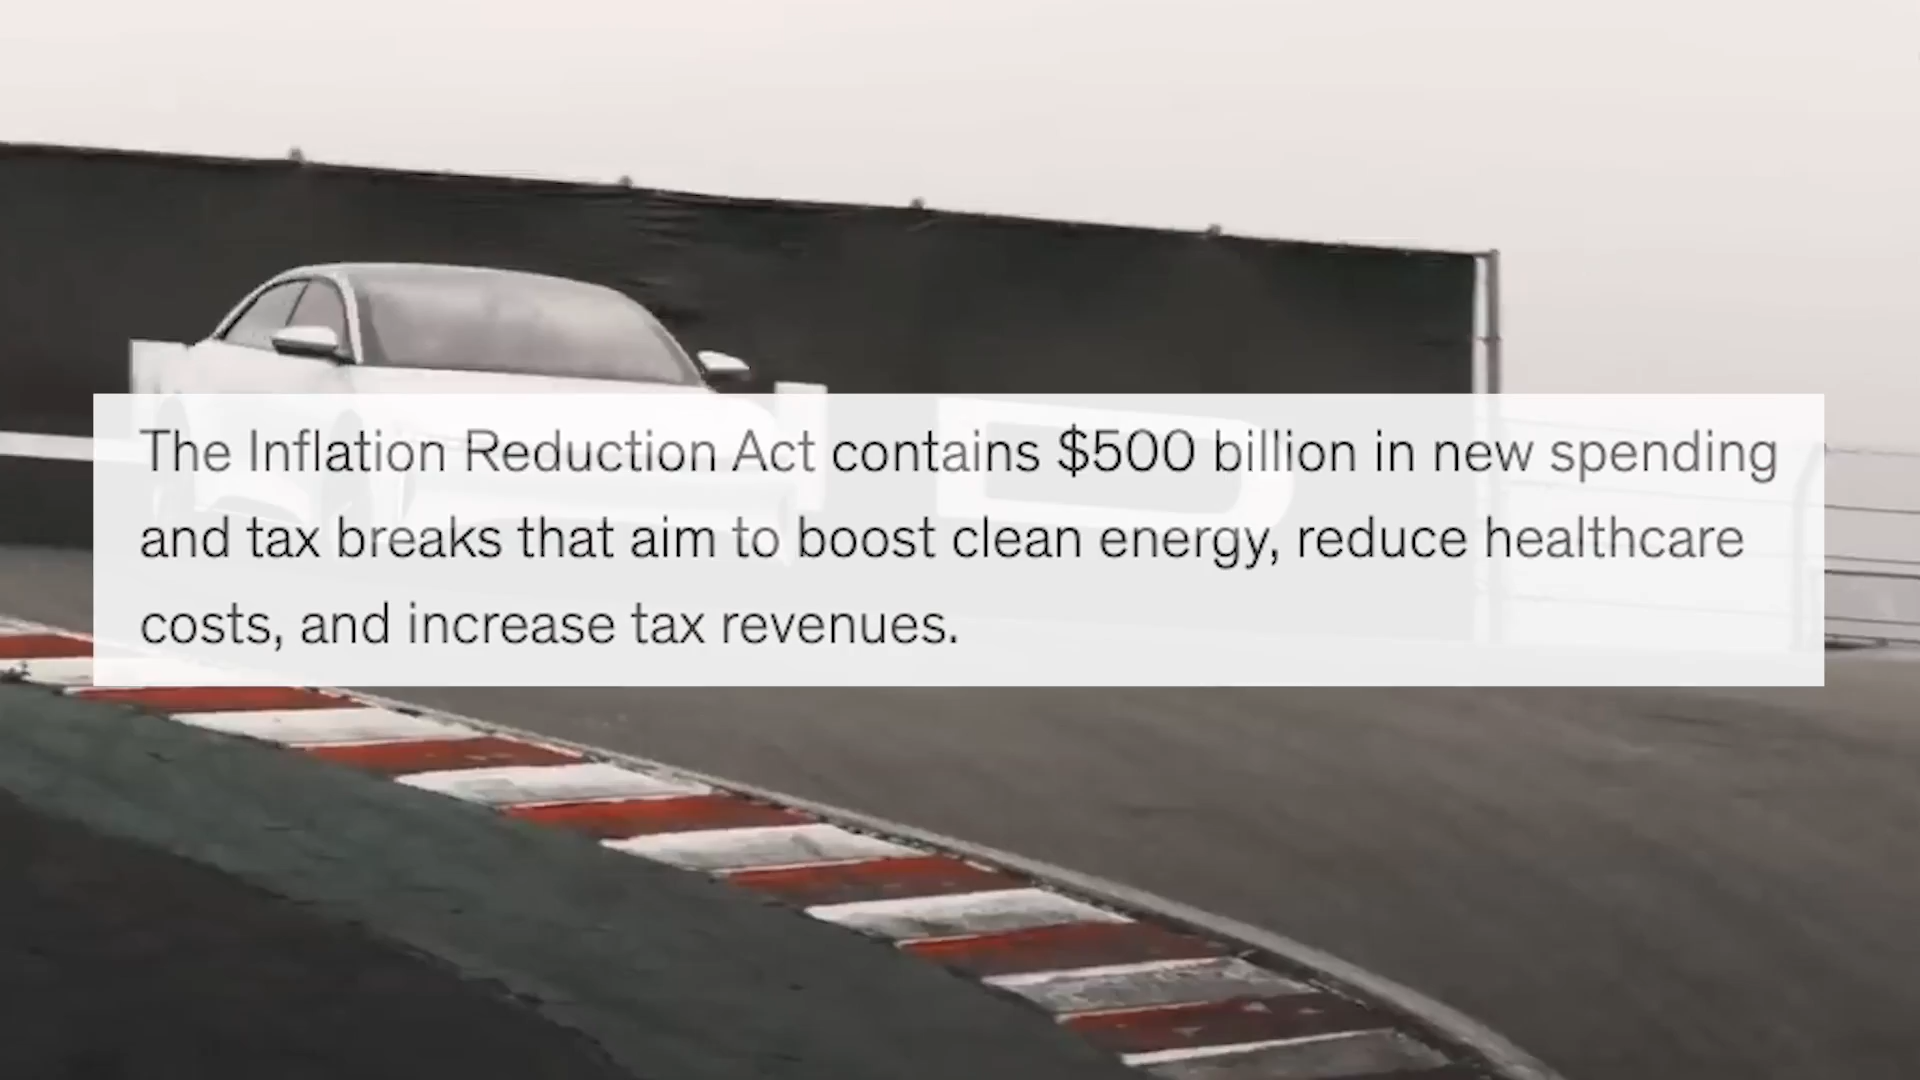 The Inflation Reduction Act contains $500 billion in new spending
and tax breaks that aim to boost clean energy, reduce healthcare
costs, and increase tax revenues.